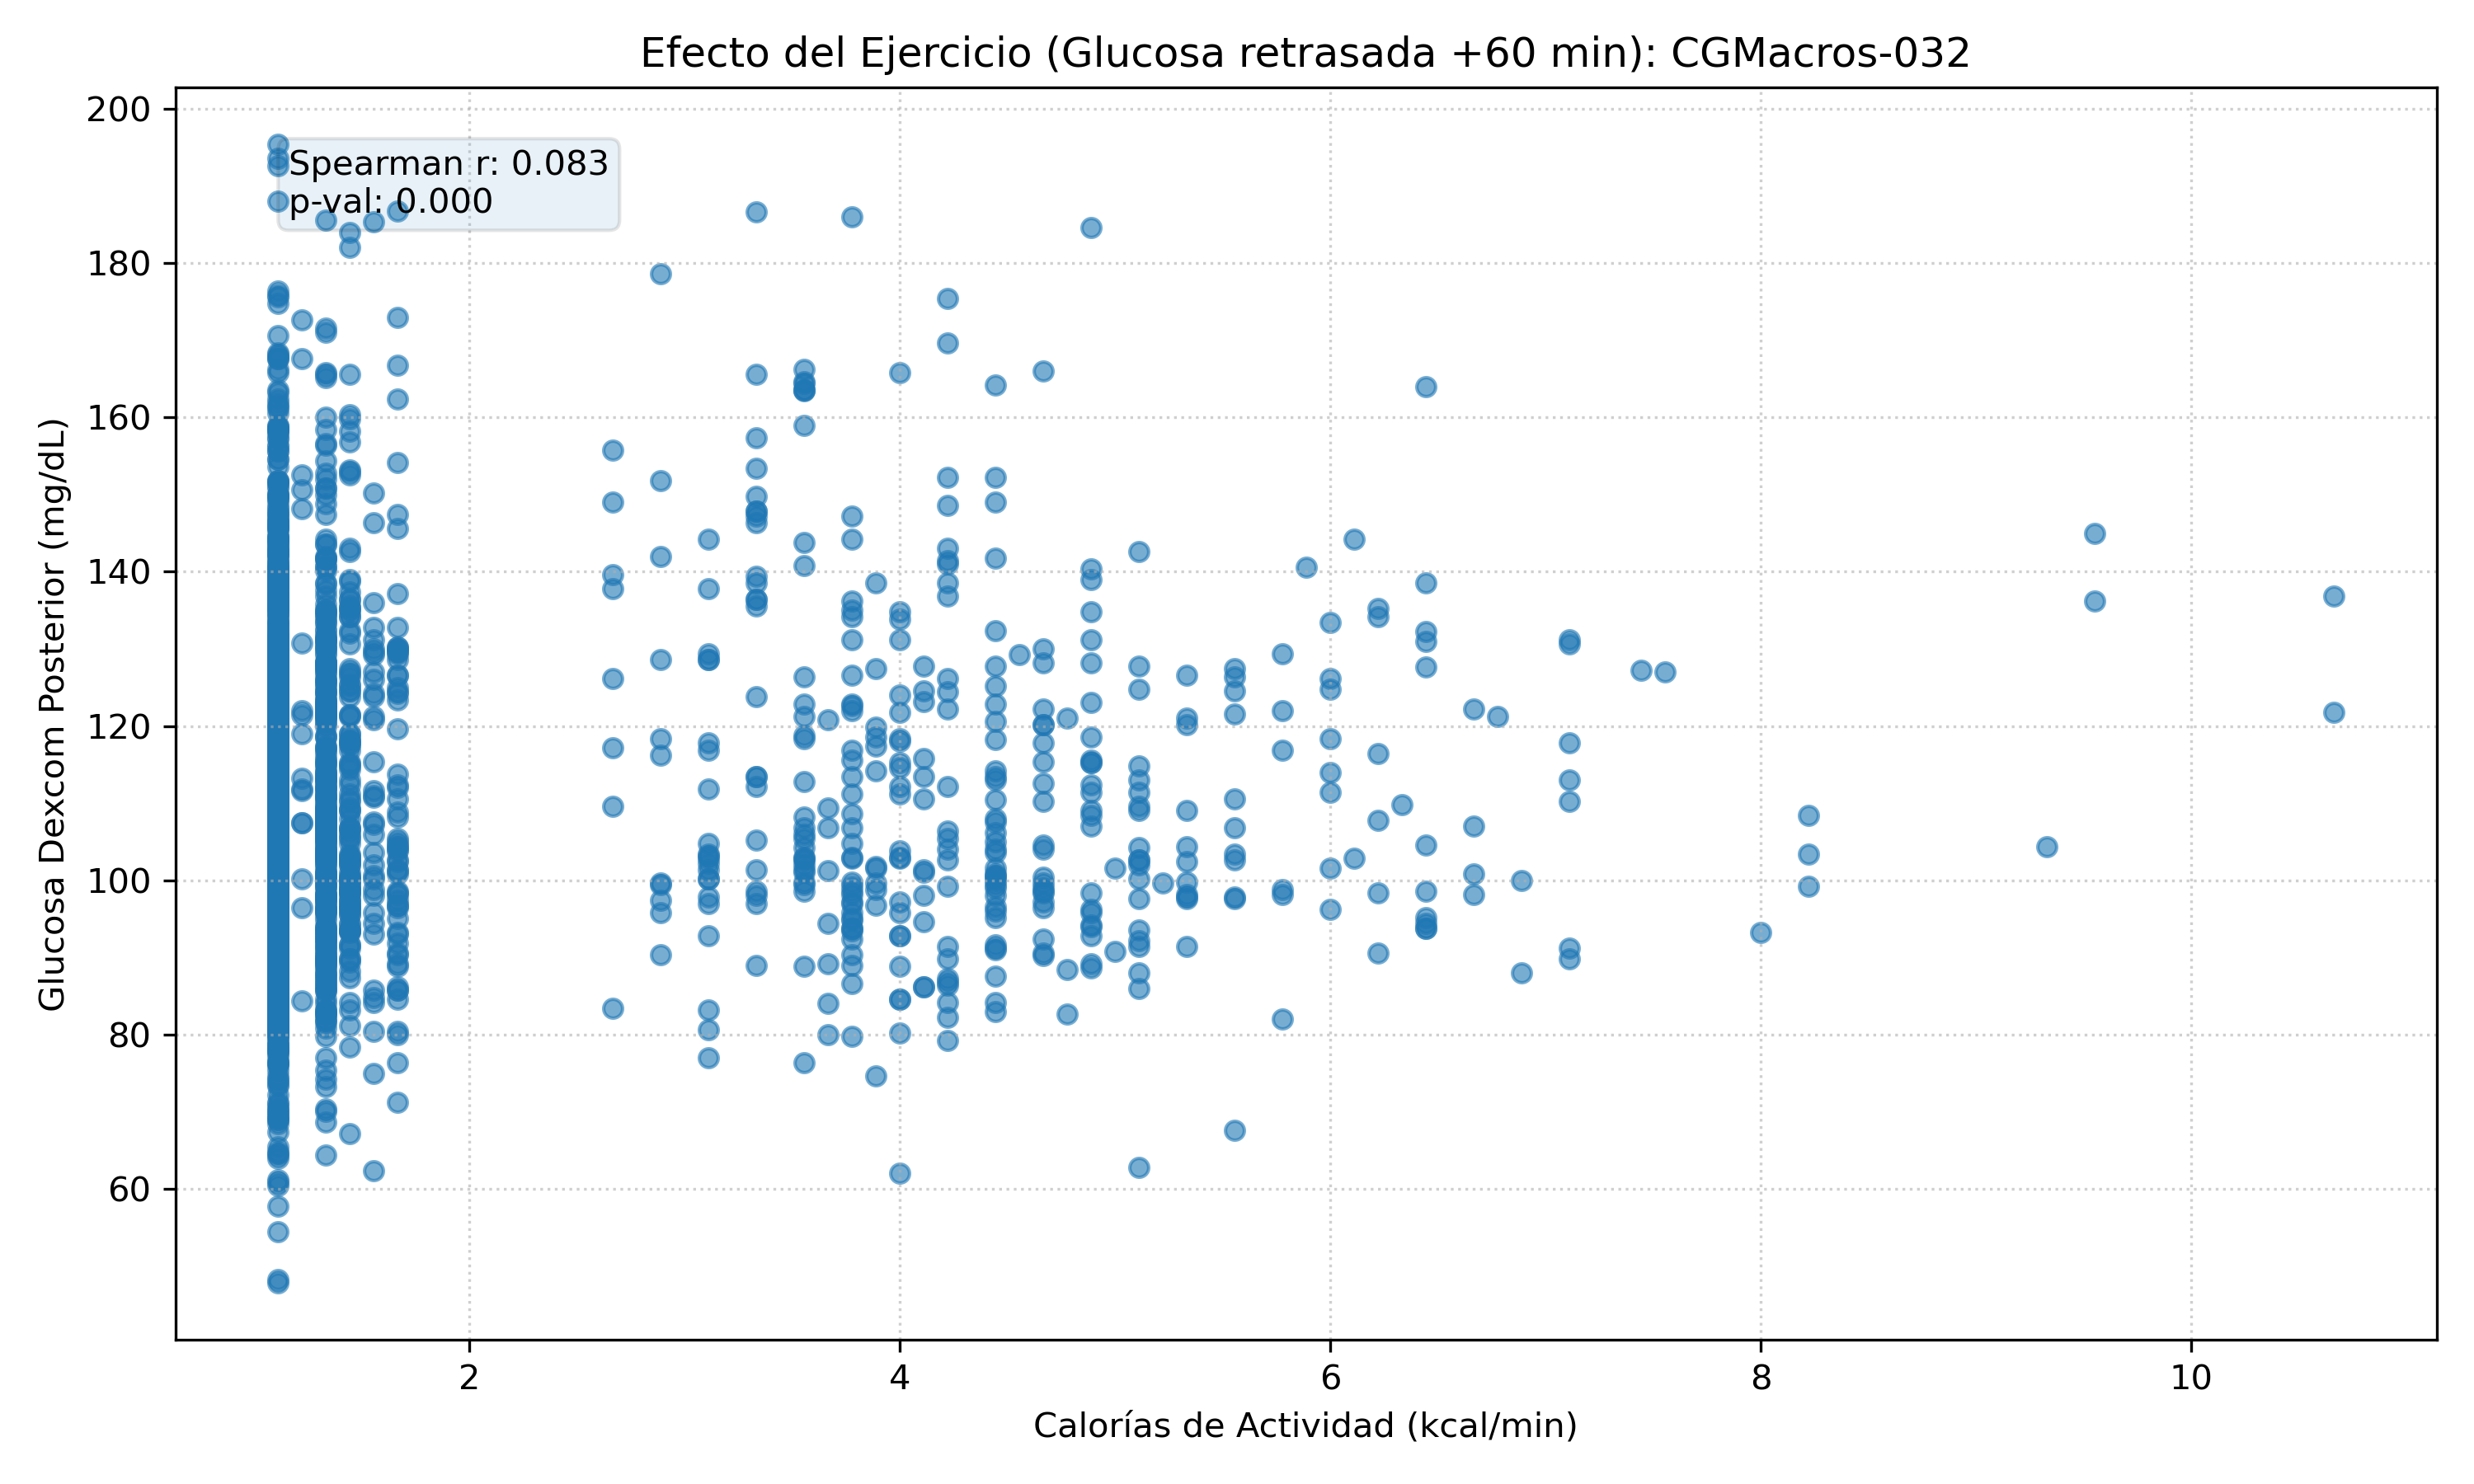 Efecto del Ejercicio (Glucosa retrasada +60 min): CGMacros-032
Spearman r: 0.083
p-val: 0.000
Glucosa Dexcom Posterior (mg/dL)
200
180
160
140
120
100
80
60
2
4
6
8
10
Calorías de Actividad (kcal/min)